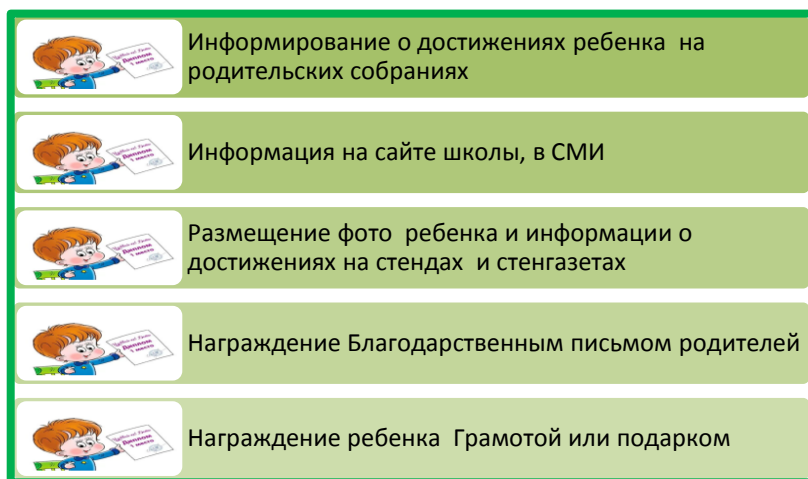 Информирование о достижениях ребенка на
родительских собраниях
Информация на сайте школы, в СМИ
Размещение фото ребенка и информации о
достижениях на стендах и стенгазетах
Награждение Благодарственным письмом родителей
Награждение ребенка Грамотой или подарком